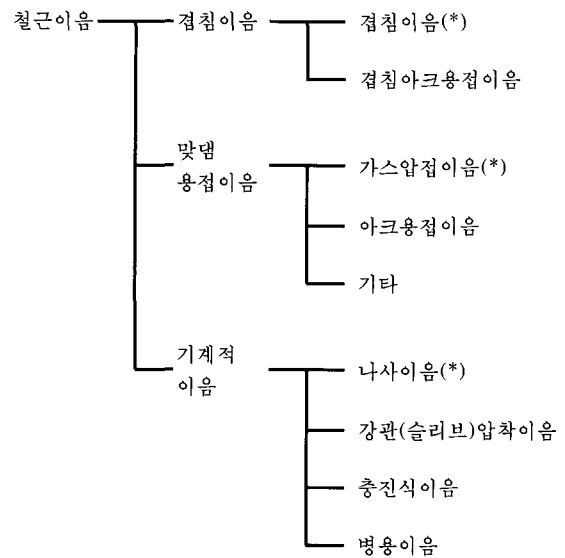 철근이음
겹침이음
겹침이음(*)
겹침아크용접이음
맞댐
용접이음
가스압접이음(*)
아크용접이음
기타
기계적
이음
나사이음(*)
강관(슬리브)압착이음
충진식이음
병용이음